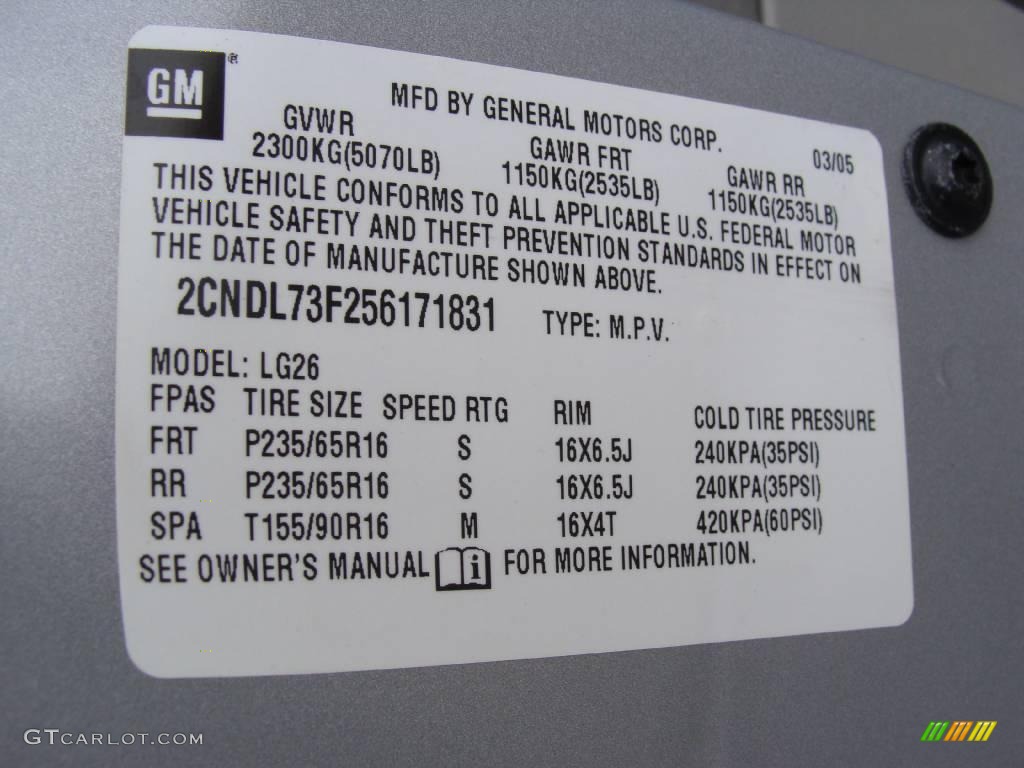 GM®
MFD BY GENERAL MOTORS CORP.
03/05
GVWR GAWR FRT GAWR RR
2300KG(5070LB) 1150KG(2535LB) 1150KG(2535LB)
THIS VEHICLE CONFORMS TO ALL APPLICABLE U.S. FEDERAL MOTOR
VEHICLE SAFETY AND THEFT PREVENTION STANDARDS IN EFFECT ON
THE DATE OF MANUFACTURE SHOWN ABOVE.
2CNDL73F256171831 TYPE: M.P.V.
MODEL: LG26
FPAS TIRE SIZE SPEED RTG RIM COLD TIRE PRESSURE
FRT P235/65R16 S 16X6.5J 240KPA(35PSI)
RR P235/65R16 S 16X6.5J 240KPA(35PSI)
SPA T155/90R16 M 16X4T 420KPA(60PSI)
SEE OWNER'S MANUAL i FOR MORE INFORMATION.
GTCARLOT.COM